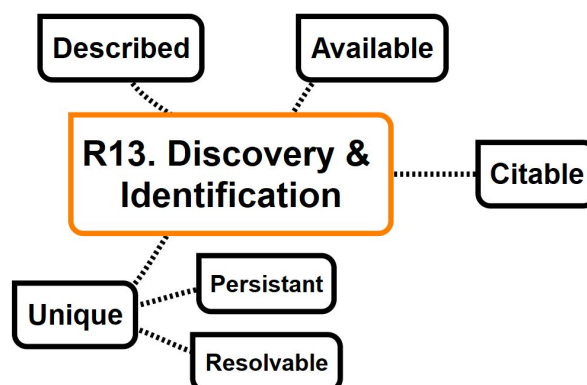 Described
Available
R13. Discovery &
Identification
Citable
Unique
Persistant
Resolvable